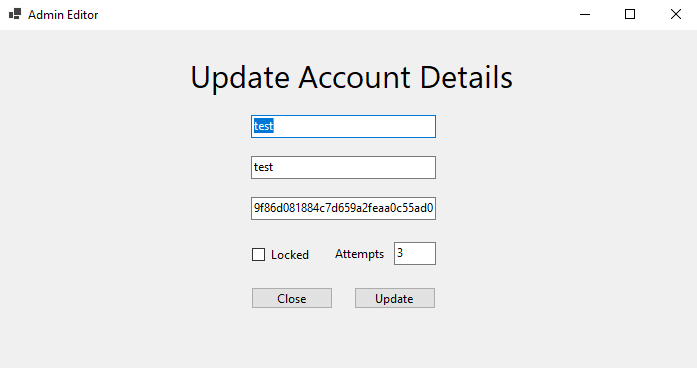 Admin Editor
Update Account Details
test
test
9f86d081884c7d659a2feaa0c55ad0
Locked Attempts 3
Close Update